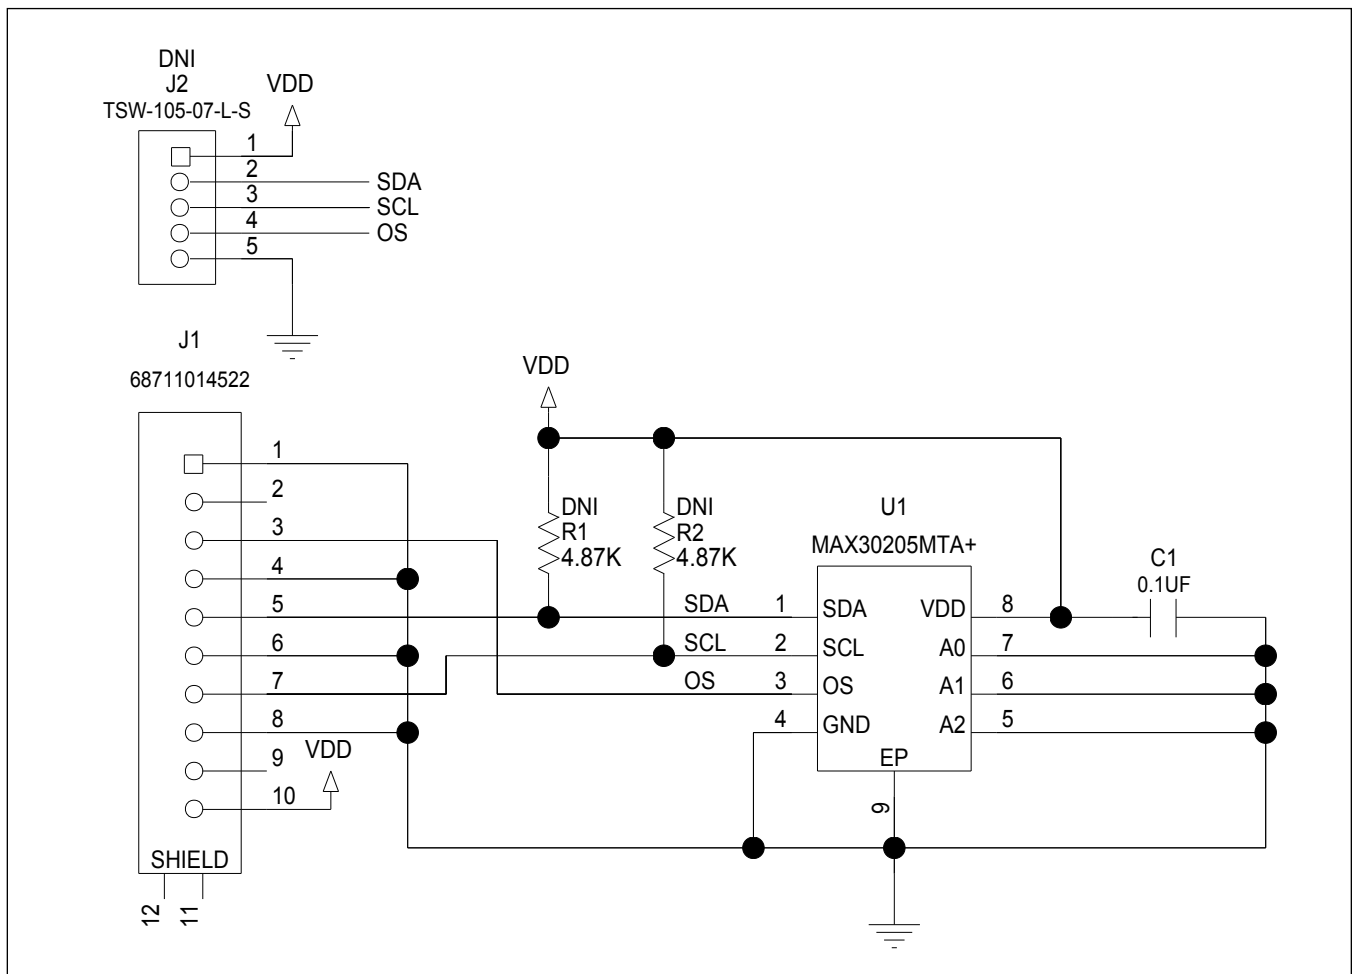 DNI
J2
TSW-105-07-L-S
VDD
1
2
3
4
5
SDA
SCL
OS
J1
68711014522
1
2
3
4
5
6
7
8
9
10
VDD
SHIELD
12
11
VDD
DNI
R1
4.87K
DNI
R2
4.87K
SDA
SCL
OS
1
2
3
4
U1
MAX30205MTA+
SDA
SCL
OS
GND
VDD
A0
A1
A2
EP
8
7
6
5
9
C1
0.1UF